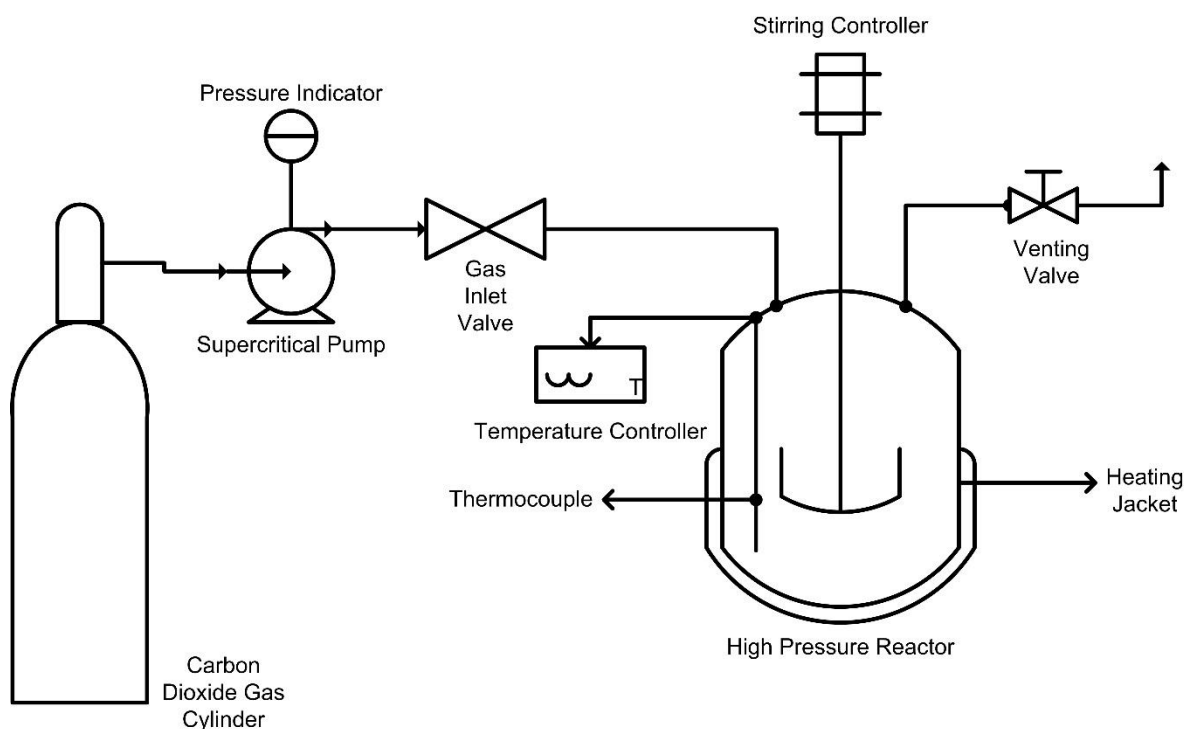 Stirring Controller
Pressure Indicator
Venting
Valve
Gas
Inlet
Valve
Supercritical Pump
T
Temperature Controller
Thermocouple
Heating
Jacket
High Pressure Reactor
Carbon
Dioxide Gas
Cylinder